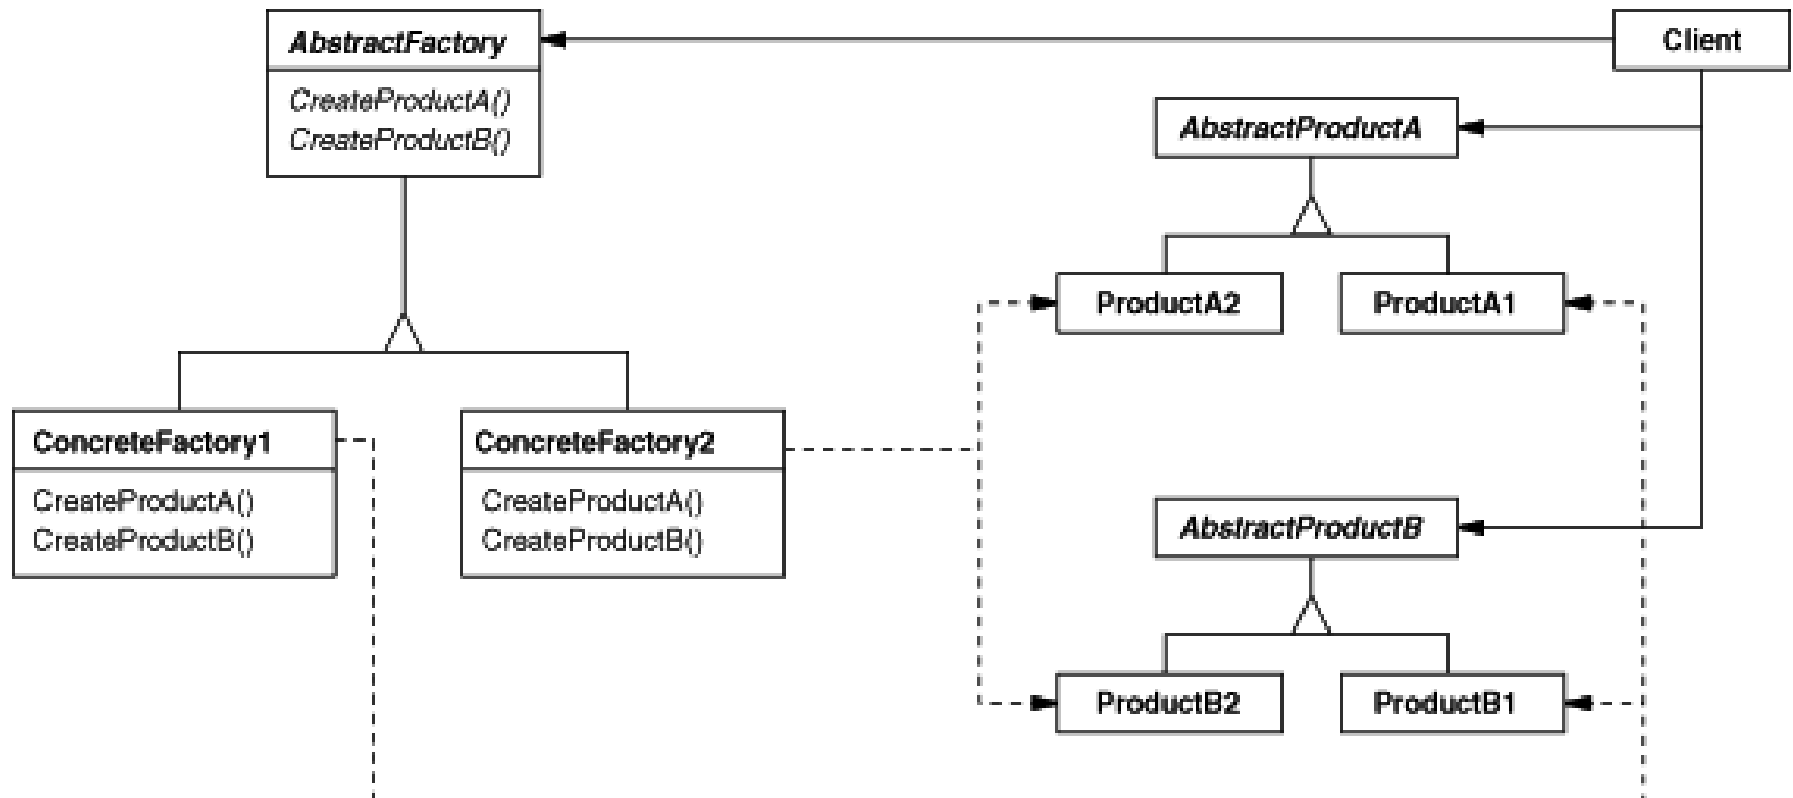 AbstractFactory
CreateProductA()
CreateProductB()
Client
AbstractProductA
ProductA2
ProductA1
ConcreteFactory1
CreateProductA()
CreateProductB()
ConcreteFactory2
CreateProductA()
CreateProductB()
AbstractProductB
ProductB2
ProductB1